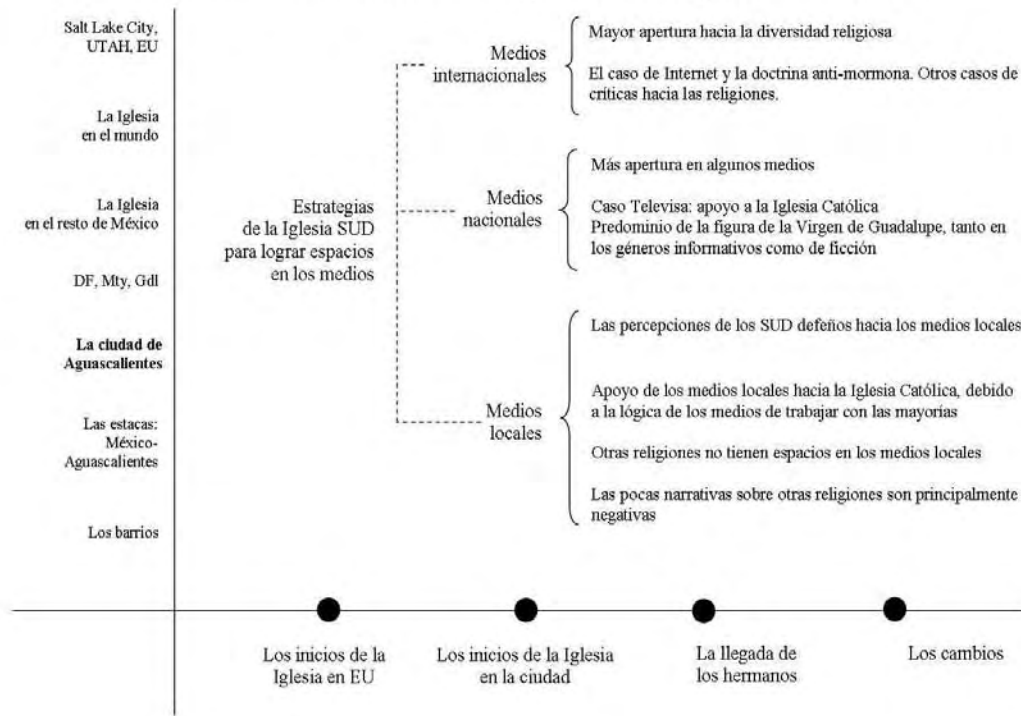 Salt Lake City,
UTAH, EU
La Iglesia
en el mundo
La Iglesia
en el resto de México
DF, Mty, Gdl
La ciudad de
Aguascalientes
Las estacas:
México-
Aguascalientes
Los barrios
Estrategias
de la Iglesia SUD
para lograr espacios
en los medios
Medios
internacionales
Mayor apertura hacia la diversidad religiosa
El caso de Internet y la doctrina anti-mormona. Otros casos de
críticas hacia las religiones.
Medios
nacionales
Más apertura en algunos medios
Caso Televisa: apoyo a la Iglesia Católica
Predominio de la figura de la Virgen de Guadalupe, tanto en
los géneros informativos como de ficción
Medios
locales
Las percepciones de los SUD defeños hacia los medios locales
Apoyo de los medios locales hacia la Iglesia Católica, debido
a la lógica de los medios de trabajar con las mayorías
Otras religiones no tienen espacios en los medios locales
Las pocas narrativas sobre otras religiones son principalmente
negativas
Los inicios de la
Iglesia en EU
Los inicios de la Iglesia
en la ciudad
La llegada de
los hermanos
Los cambios